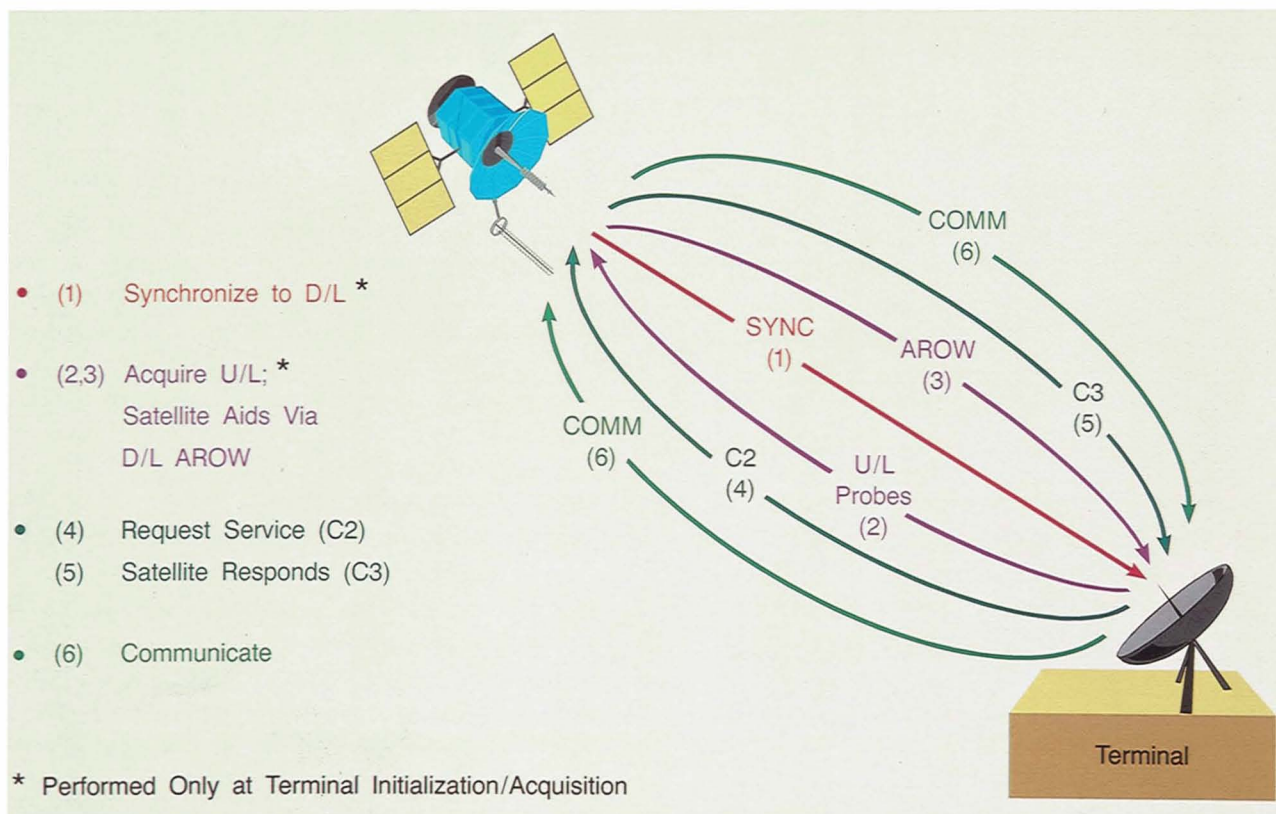 • (1) Synchronize to D/L *
• (2,3) Acquire U/L; *
Satellite Aids Via
D/L AROW
• (4) Request Service (C2)
(5) Satellite Responds (C3)
• (6) Communicate
* Performed Only at Terminal Initialization/Acquisition
COMM
(6)
SYNC
(1)
AROW
(3)
C3
(5)
COMM
(6)
C2
(4)
U/L
Probes
(2)
Terminal